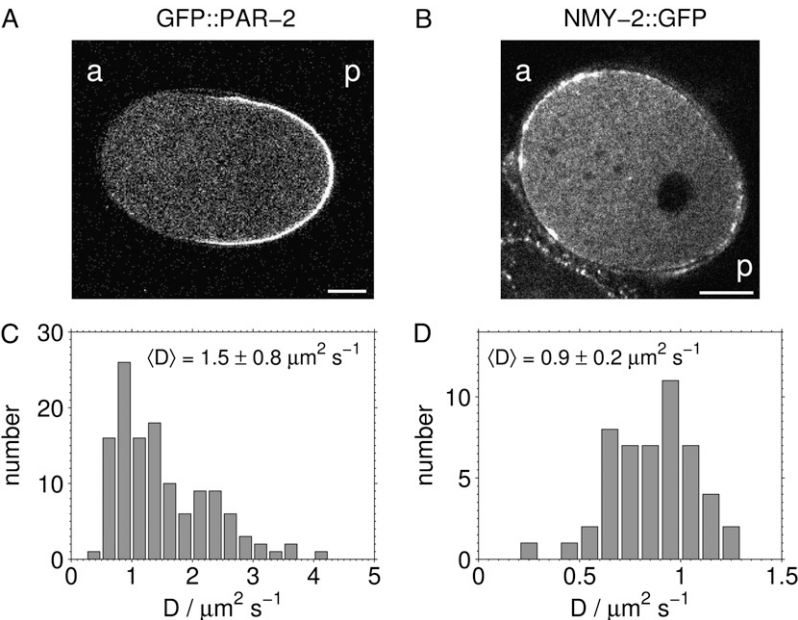 A GFP::PAR−2 B NMY−2::GFP
a p a
p
C D
30
⟨D⟩ = 1.5 ± 0.8 μm² s⁻¹ ⟨D⟩ = 0.9 ± 0.2 μm² s⁻¹
20 10
number number
10 5
0 0
0 1 2 3 4 5 0 0.5 1 1.5
D / μm² s⁻¹ D / μm² s⁻¹